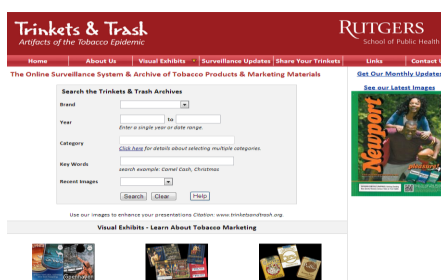 Trinkets & Trash
Artifacts of the Tobacco Epidemic
RUTGERS
School of Public Health
Home About Us Visual Exhibits Surveillance Updates Share Your Trinkets Links Contact U
The Online Surveillance System & Archive of Tobacco Products & Marketing Materials
Get Our Monthly Updates
See our Latest Images
Search the Trinkets & Trash Archives
Brand
Year
to
Enter a single year or date range.
Category
Click here for details about selecting multiple categories.
Key Words
search example: Camel Cash, Christmas
Recent Images
Search Clear Help
Newport
pleasure!
Use our images to enhance your presentations Citation: www.trinketsandtrash.org.
Visual Exhibits - Learn About Tobacco Marketing